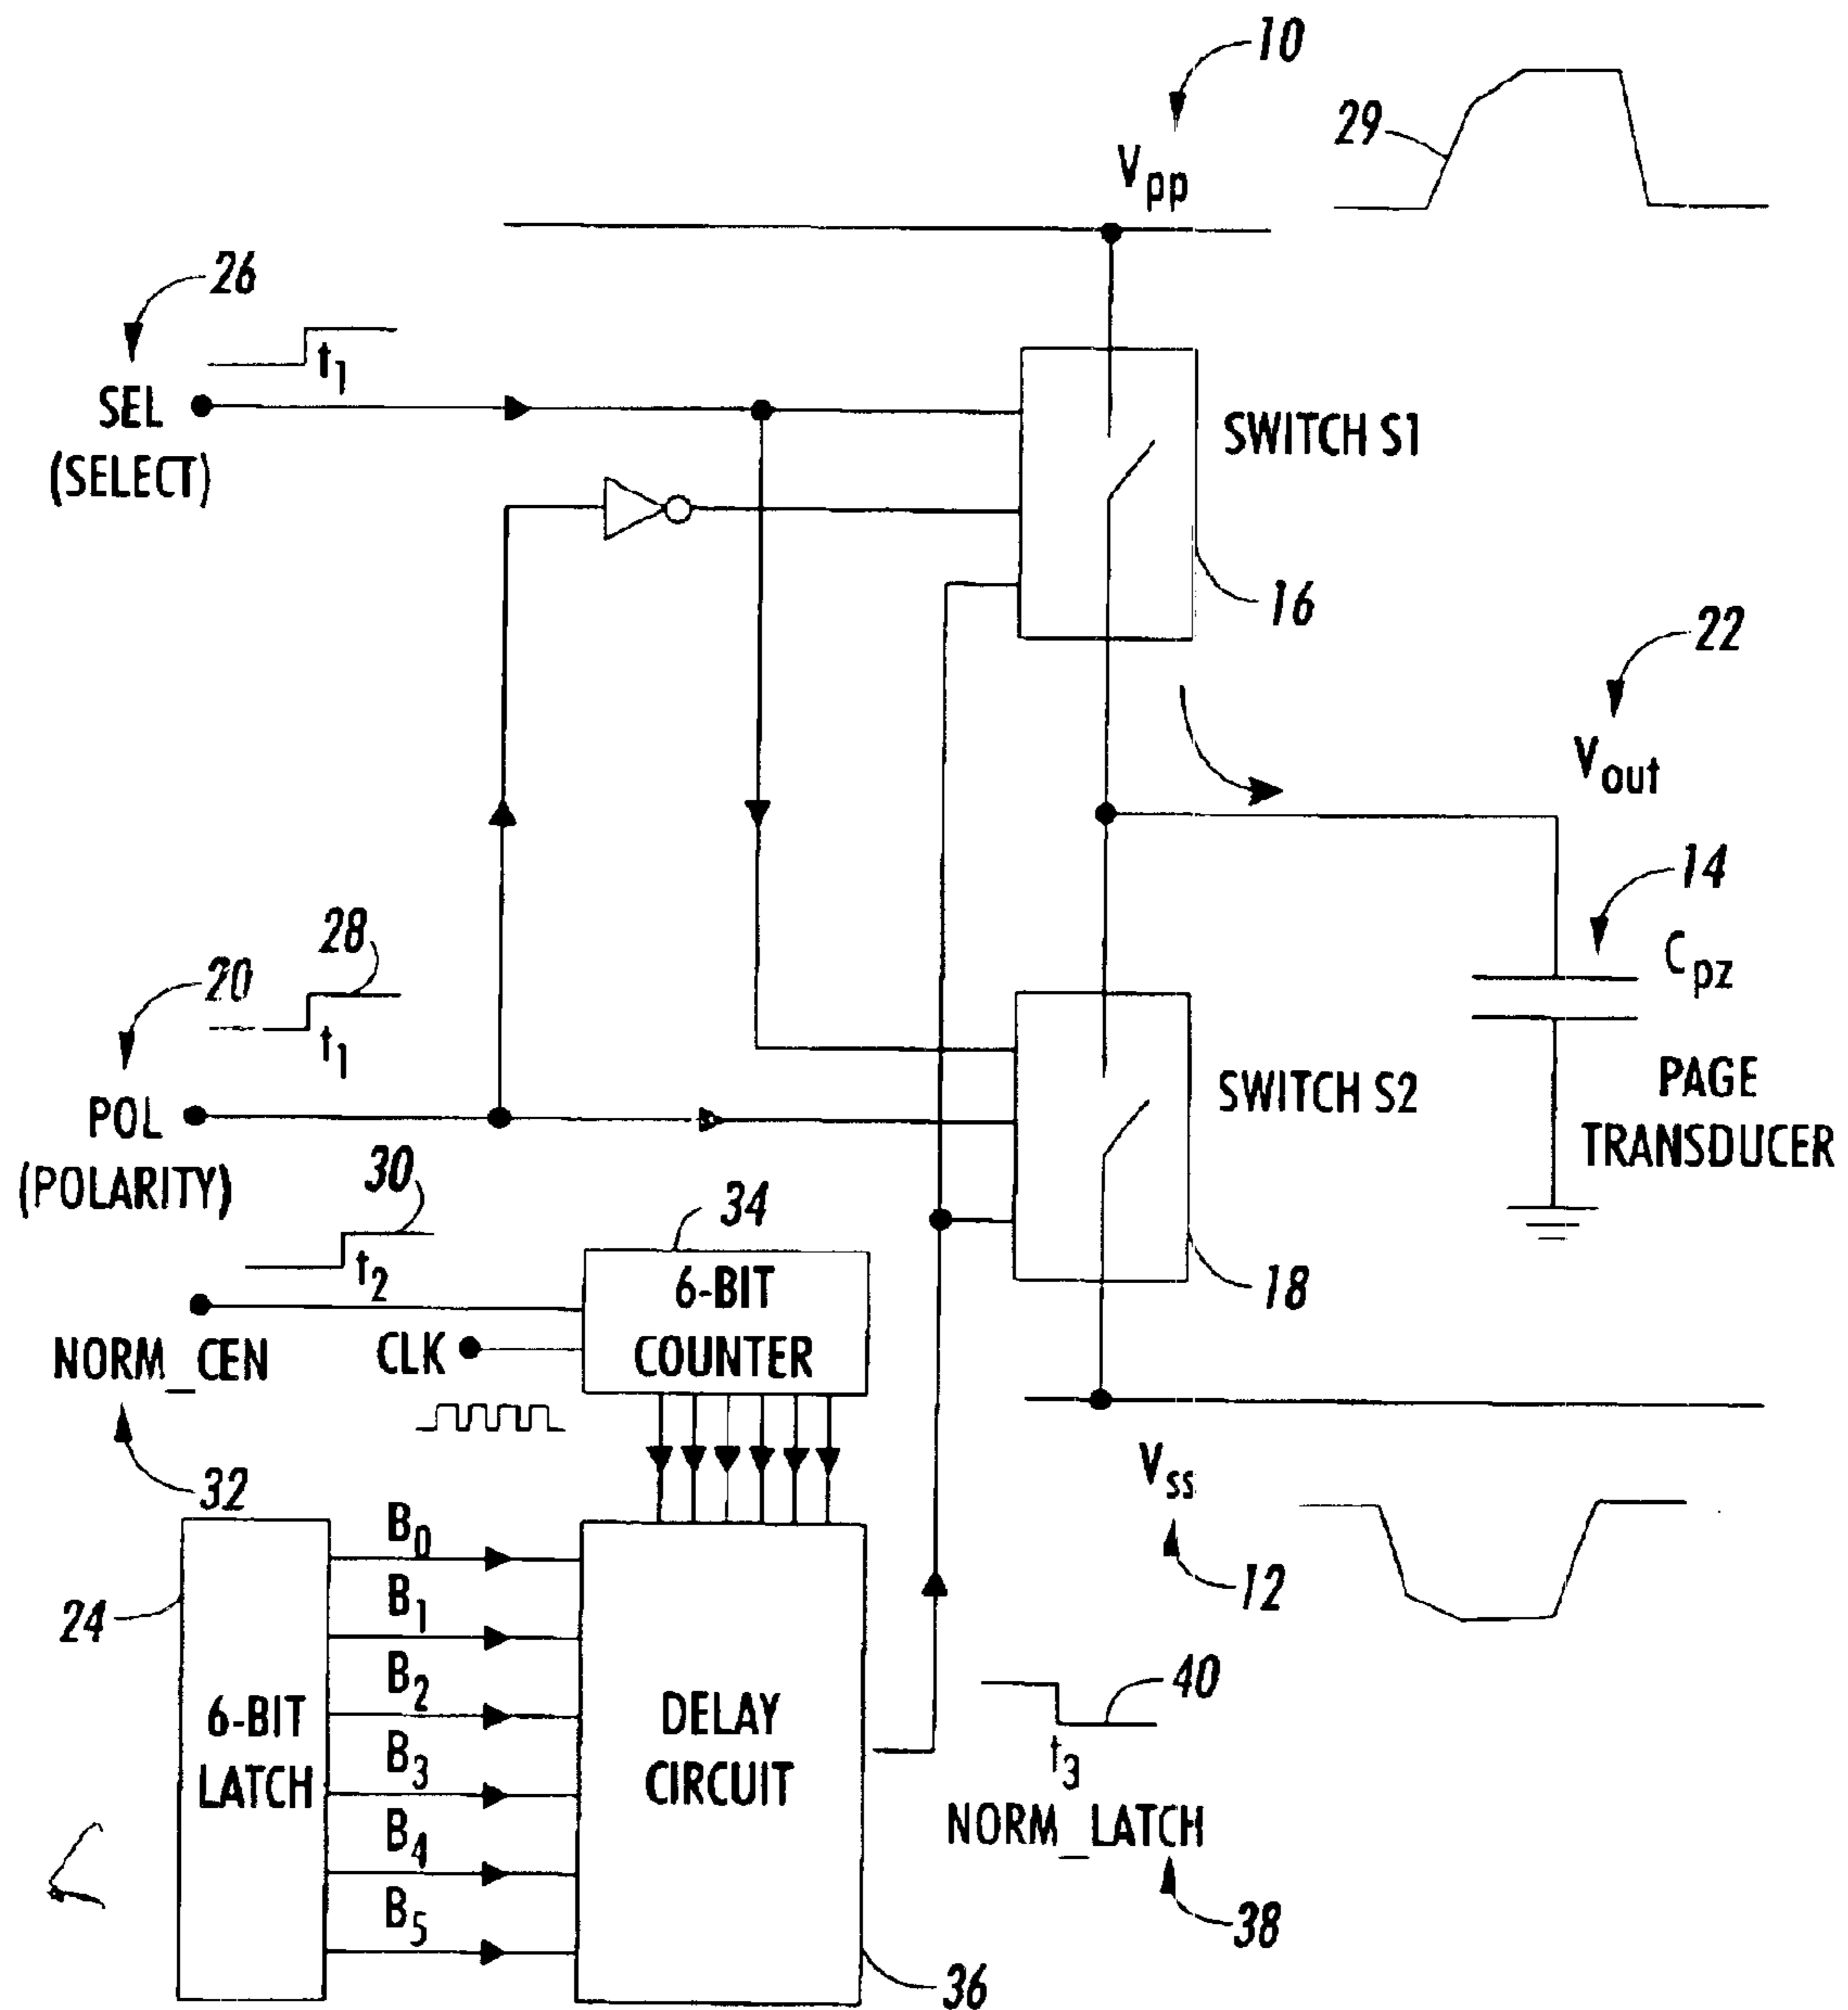 10
29
Vpp
26
t1
SEL
(SELECT)
SWITCH S1
16
22
Vout
14
Cpz
28
20
t1
POL
(POLARITY)
SWITCH S2
PAGE
TRANSDUCER
30
34
t2
6-BIT
COUNTER
18
NORM_CEN
CLK
32
Vss
12
24
B0
B1
B2
B3
B4
B5
6-BIT
LATCH
DELAY
CIRCUIT
40
t3
NORM_LATCH
38
36